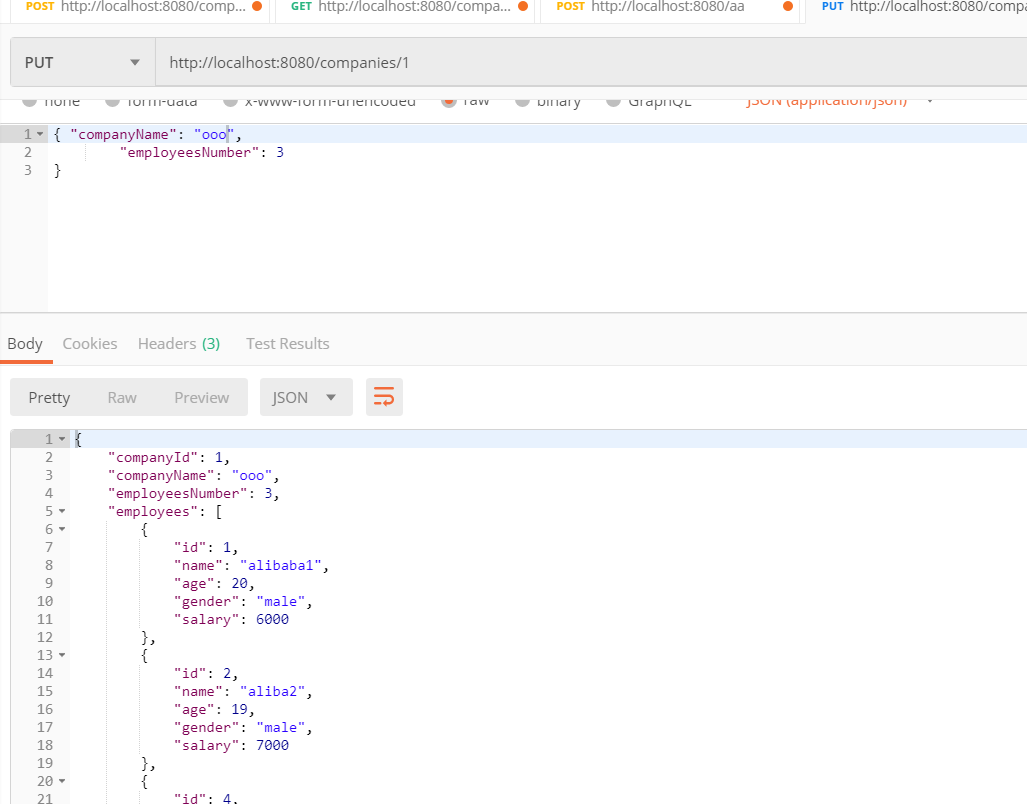 POST http://localhost:8080/comp... GET http://localhost:8080/compa... POST http://localhost:8080/aa PUT http://localhost:8080/compa
PUT http://localhost:8080/companies/1
none form-data x-www-form-urlencoded raw binary GraphQL JSON (application/json)
1 { "companyName": "ooo",
2 "employeesNumber": 3
3 }
Body Cookies Headers (3) Test Results
Pretty Raw Preview JSON
1 {
2 "companyId": 1,
3 "companyName": "ooo",
4 "employeesNumber": 3,
5 "employees": [
6 {
7 "id": 1,
8 "name": "alibaba1",
9 "age": 20,
10 "gender": "male",
11 "salary": 6000
12 },
13 {
14 "id": 2,
15 "name": "aliba2",
16 "age": 19,
17 "gender": "male",
18 "salary": 7000
19 },
20 {
21 "id": 4,